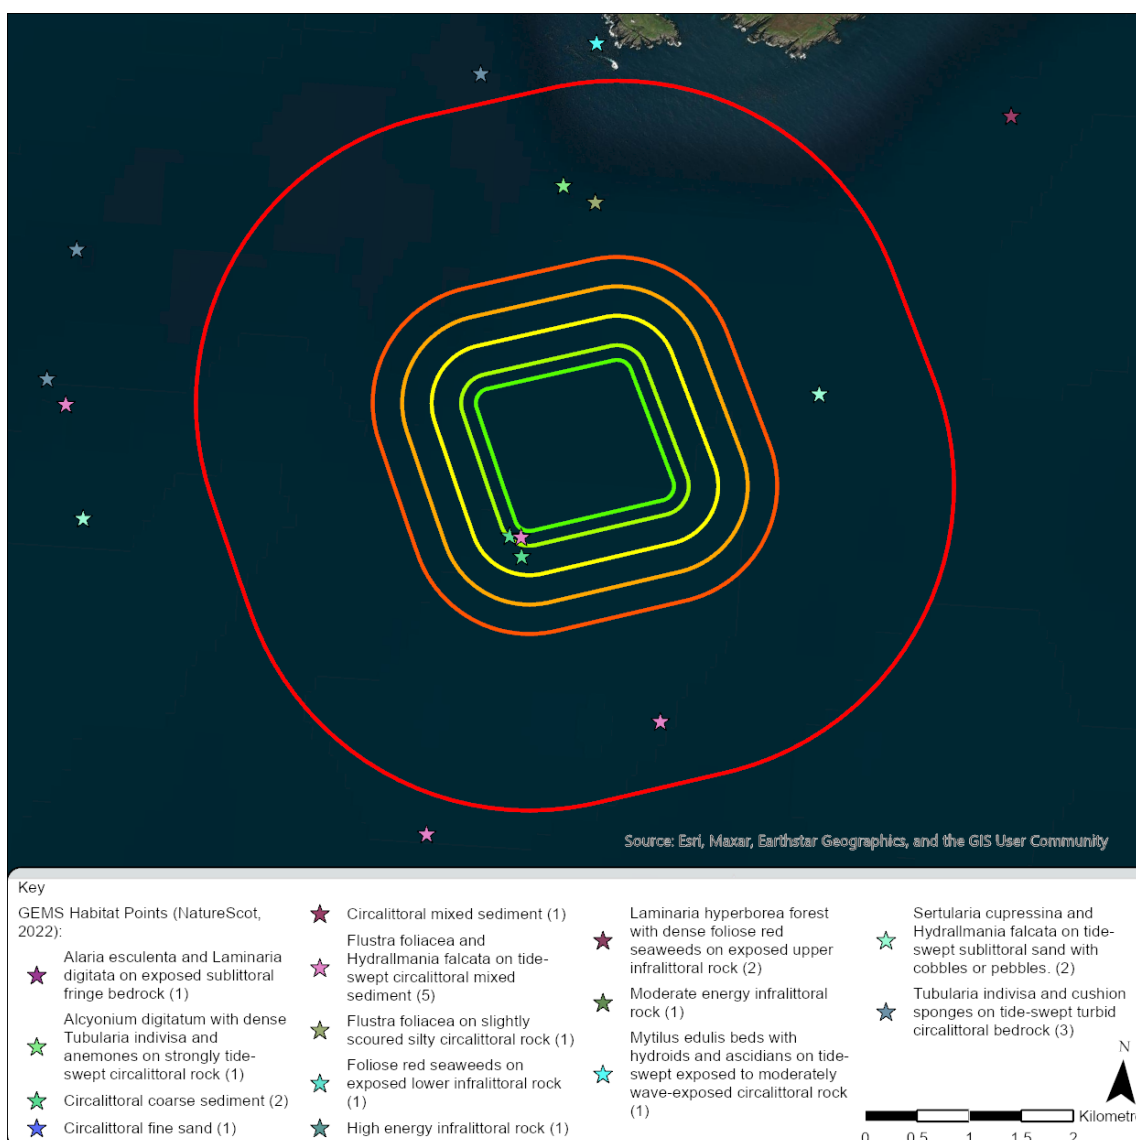 Source: Esri, Maxar, Earthstar Geographics, and the GIS User Community
Key
GEMS Habitat Points (NatureScot,
2022):
Alaria esculenta and Laminaria
digitata on exposed sublittoral
fringe bedrock (1)
Alcyonium digitatum with dense
Tubularia indivisa and
anemones on strongly tide-
swept circalittoral rock (1)
Circalittoral coarse sediment (2)
Circalittoral fine sand (1)
Circalittoral mixed sediment (1)
Flustra foliacea and
Hydrallmania falcata on tide-
swept circalittoral mixed
sediment (5)
Flustra foliacea on slightly
scoured silty circalittoral rock (1)
Foliose red seaweeds on
exposed lower infralittoral rock
(1)
High energy infralittoral rock (1)
Laminaria hyperborea forest
with dense foliose red
seaweeds on exposed upper
infralittoral rock (2)
Moderate energy infralittoral
rock (1)
Mytilus edulis beds with
hydroids and ascidians on tide-
swept exposed to moderately
wave-exposed circalittoral rock
(1)
Sertularia cupressina and
Hydrallmania falcata on tide-
swept sublittoral sand with
cobbles or pebbles. (2)
Tubularia indivisa and cushion
sponges on tide-swept turbid
circalittoral bedrock (3)
N
Kilometre
0 0.5 1 1.5 2